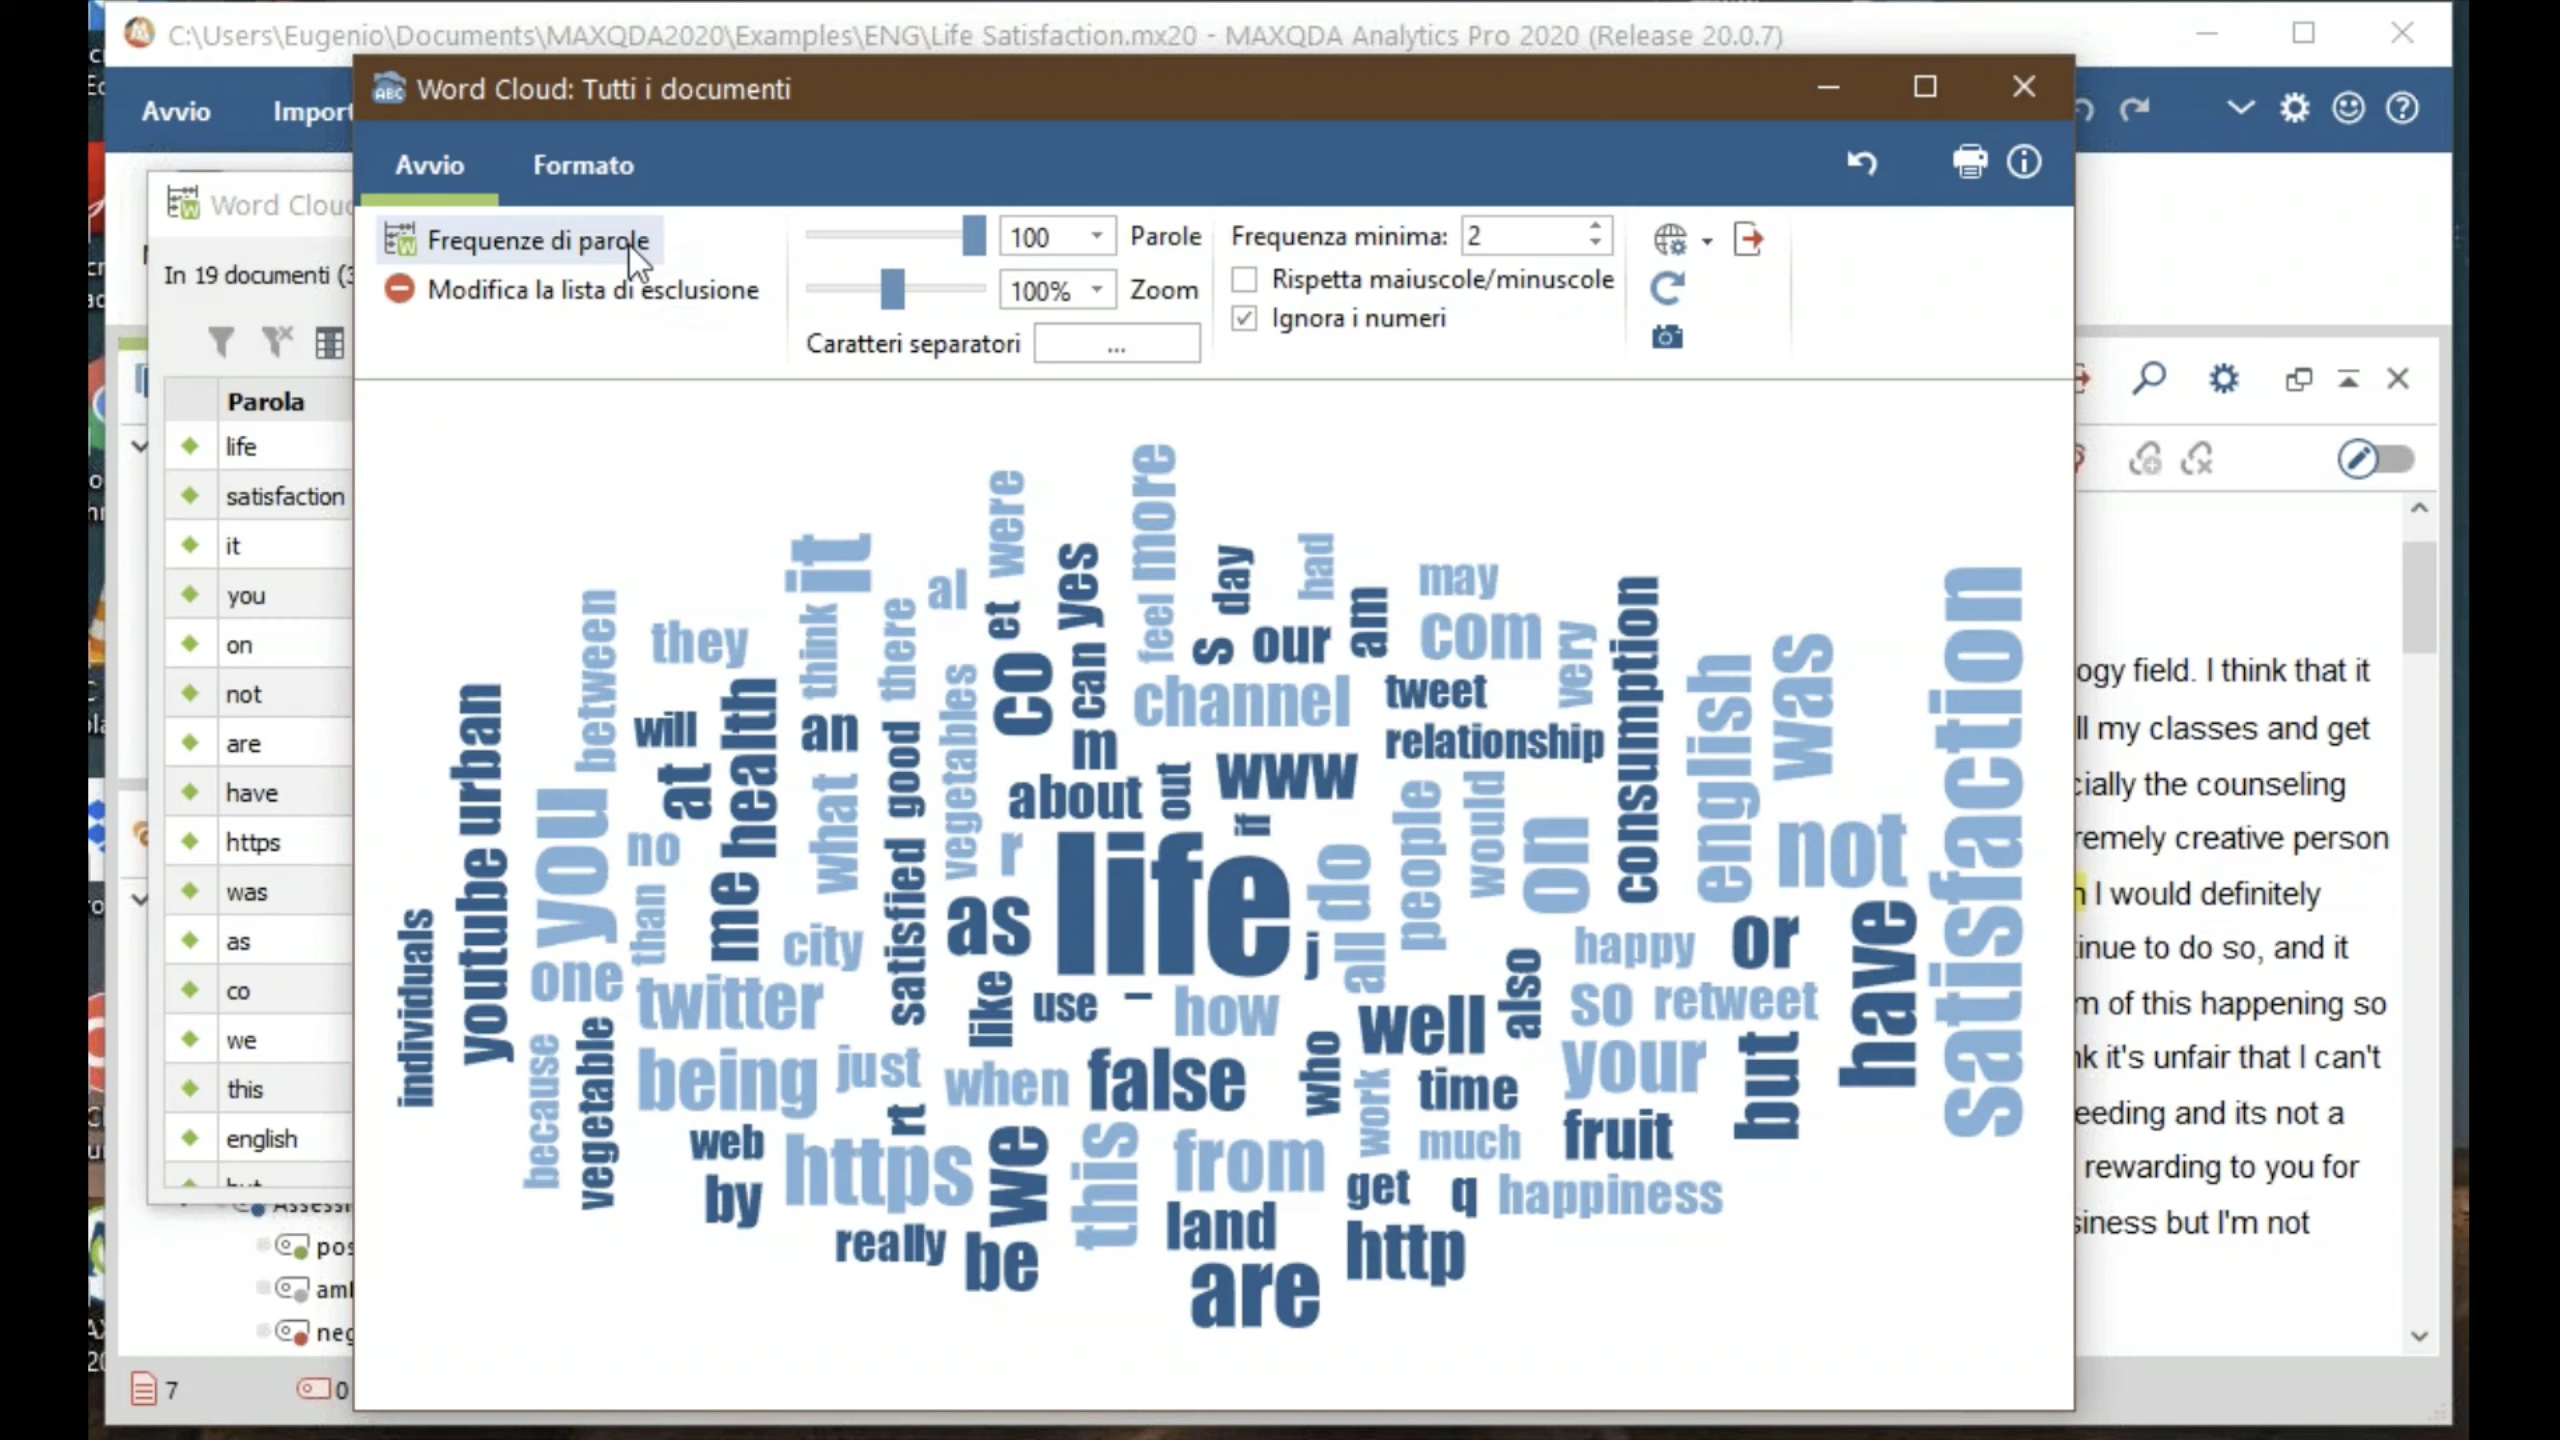 C:\Users\Eugenio\Documents\MAXQDA2020\Examples\ENG\Life Satisfaction.mx20 - MAXQDA Analytics Pro 2020 (Release 20.0.7)
Word Cloud: Tutti i documenti
Avvio
Avvio
Formato
Word
Frequenze di parole
100
Parole
Frequenza minima: 2
Modifica la lista di esclusione
100%
Zoom
Rispetta maiuscole/minuscole
Ignora i numeri
Caratteri separatori
...
In 19 documenti
Parola
life
satisfaction
it
you
on
not
are
have
https
was
as
co
we
this
english
7
0
more
were
it
yes
day
had
may
al
et
feel
am
com
consumption
satisfaction
between
they
think
there
co
can
s
our
very
was
urban
will
health
an
good
vegetables
m
channel
tweet
relationship
english
at
what
about
out
www
if
people
would
on
not
you
no
r
life
do
youtube
than
me
city
satisfied
as
j
all
happy
or
have
individuals
one
twitter
like
use
–
how
well
also
so
retweet
because
vegetable
being
just
when
false
who
work
time
your
but
web
rt
we
this
from
much
fruit
by
https
get
q
happiness
really
be
land
http
are
ogy field. I think that it
ll my classes and get
cially the counseling
remely creative person
I would definitely
tinue to do so, and it
m of this happening so
nk it's unfair that I can't
eeding and its not a
rewarding to you for
siness but I'm not